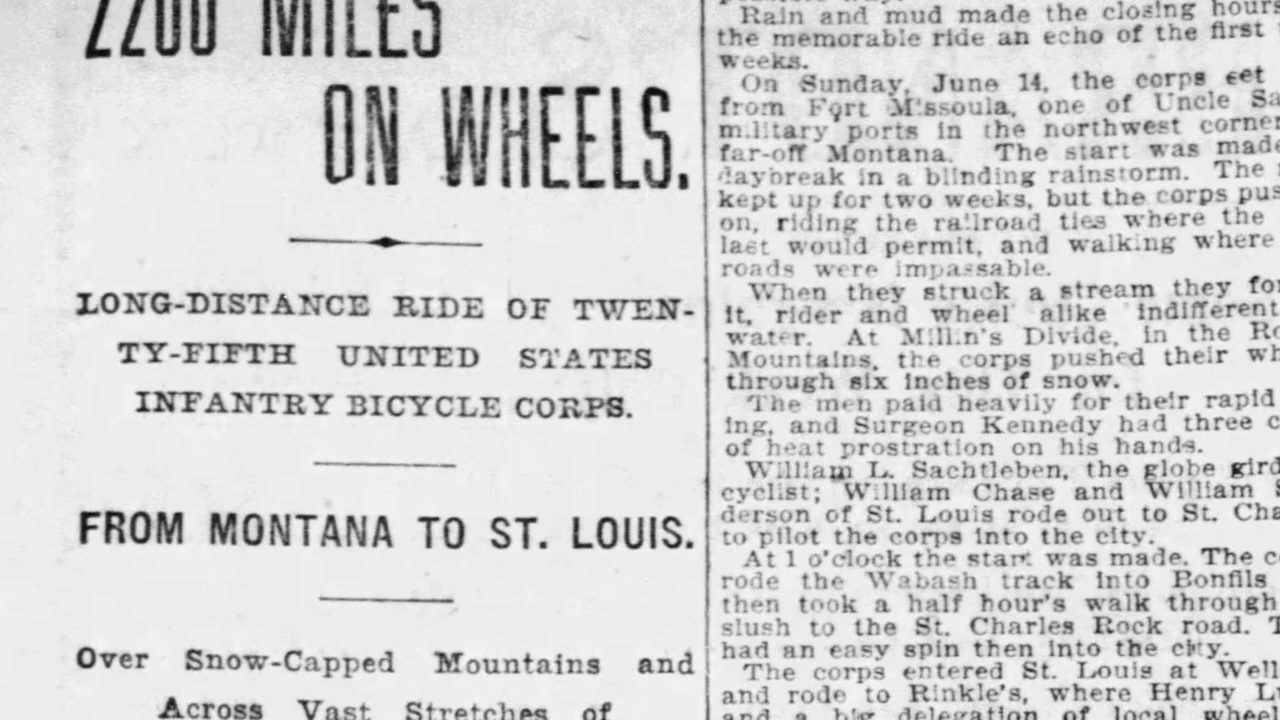 2200 MILES
ON WHEELS.
LONG-DISTANCE RIDE OF TWEN-
TY-FIFTH UNITED STATES
INFANTRY BICYCLE CORPS.
FROM MONTANA TO ST. LOUIS.
Over Snow-Capped Mountains and
Across Vast Stretches of
Rain and mud made the closing hours
the memorable ride an echo of the first
weeks.
On Sunday, June 14, the corps set
from Fort M'ssoula, one of Uncle
military ports in the northwest corner
far-off Montana. The start was made
daybreak in a blinding rainstorm. The
kept up for two weeks, but the corps
on, riding the railroad ties where the
last would permit, and walking where
roads were impassable.
When they struck a stream they
it, rider and wheel alike indifferent
water. At Millin's Divide, in the
Mountains, the corps pushed their
through six inches of snow.
The men paid heavily for their rapid
ing, and Surgeon Kennedy had three
of heat prostration on his hands.
William L. Sachtleben, the globe
cyclist; William Chase and William
derson of St. Louis rode out to St.
to pilot the corps into the city.
At 1 o'clock the start was made. The
rode the Wabash track into Bonfils
then took a half hour's walk through
slush to the St. Charles Rock road.
had an easy spin then into the city.
The corps entered St. Louis at
and rode to Rinkle's, where Henry
and a big delegation of local